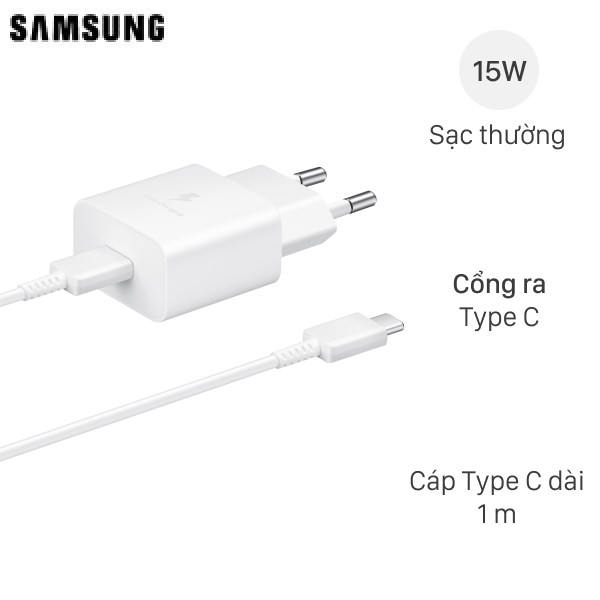 SAMSUNG
15W
Sạc thường
Cổng ra
Type C
Cáp Type C dài
1 m